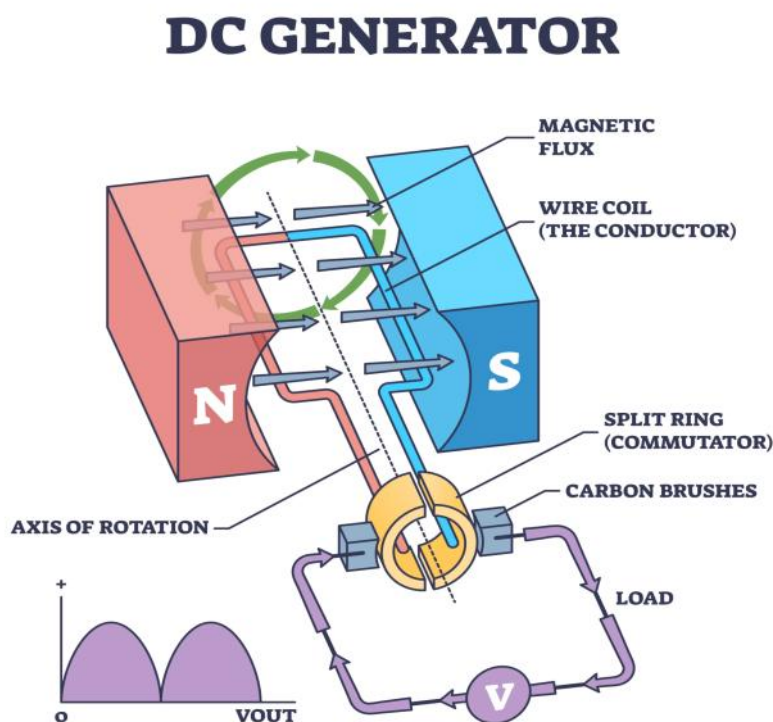 DC GENERATOR
MAGNETIC
FLUX
WIRE COIL
(THE CONDUCTOR)
N
S
SPLIT RING
(COMMUTATOR)
CARBON BRUSHES
AXIS OF ROTATION
LOAD
+
V
0
VOUT